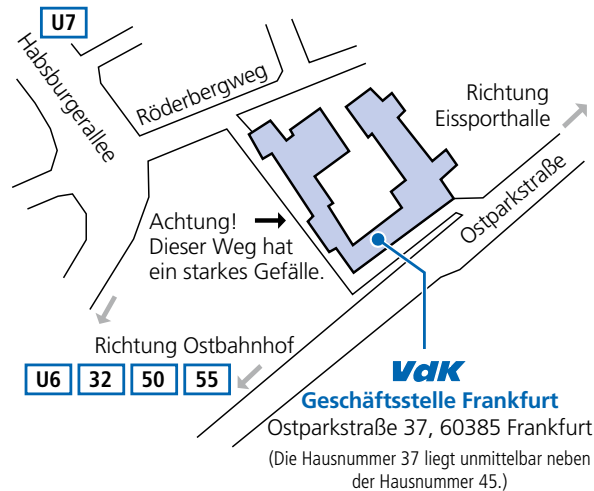 U7
Habsburgerallee
Röderbergweg
Richtung
Eissporthalle
Ostparkstraße
Achtung!
Dieser Weg hat
ein starkes Gefälle.
Richtung Ostbahnhof
U6 32 50 55
VdK
Geschäftsstelle Frankfurt
Ostparkstraße 37, 60385 Frankfurt
(Die Hausnummer 37 liegt unmittelbar neben
der Hausnummer 45.)